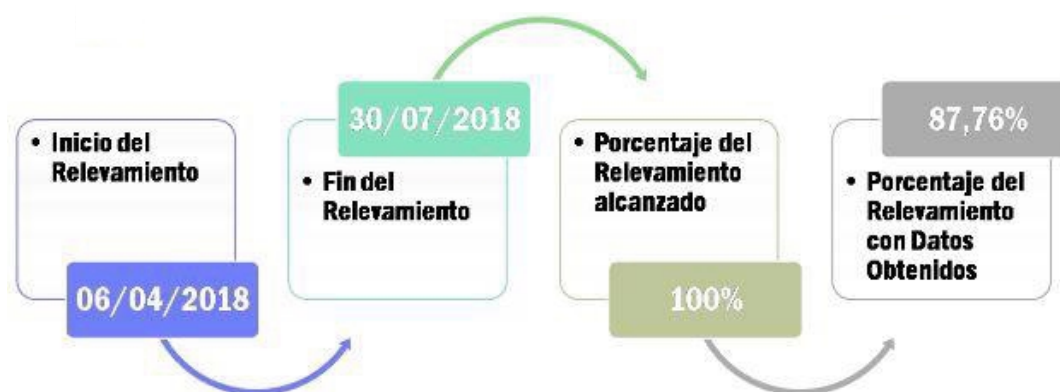 • Inicio del
Relevamiento
06/04/2018
30/07/2018
• Fin del
Relevamiento
• Porcentaje del
Relevamiento
alcanzado
100%
87,76%
• Porcentaje del
Relevamiento
con Datos
Obtenidos